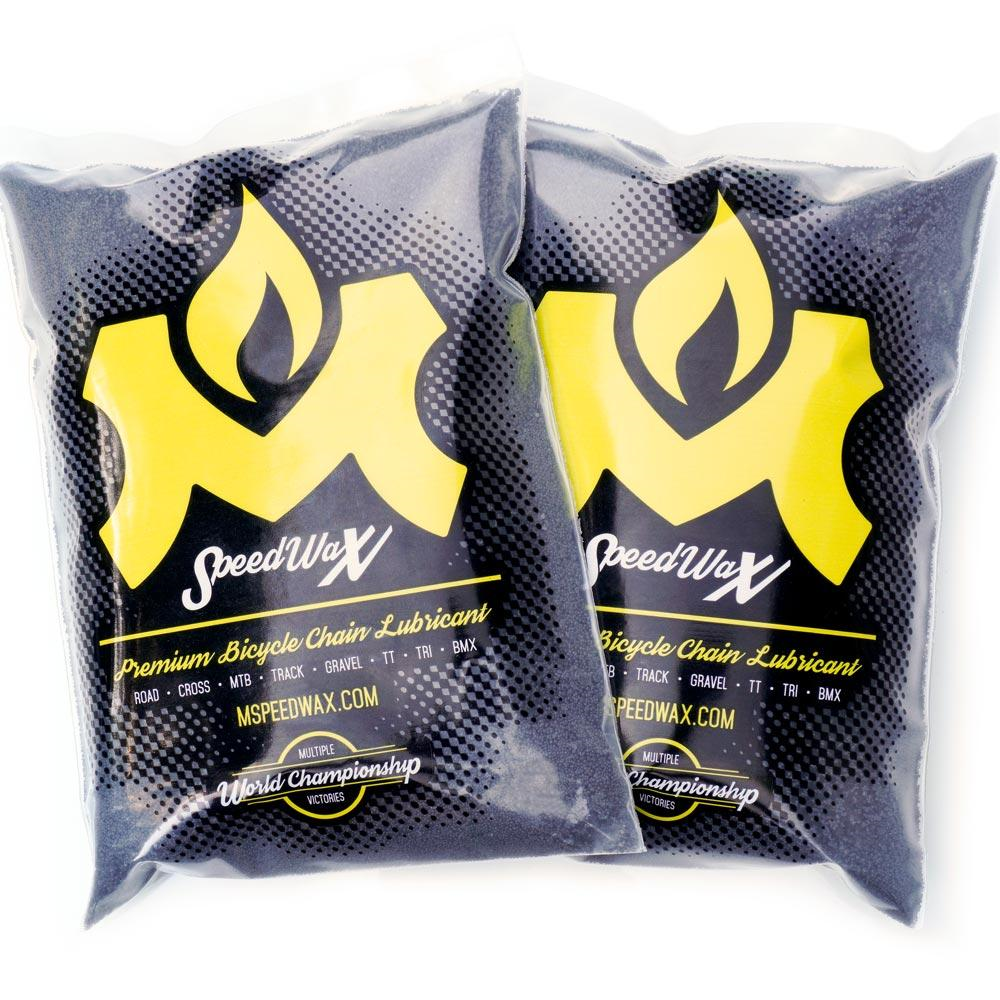 SpeedWax
Premium Bicycle Chain Lubricant
ROAD · CROSS · MTB · TRACK · GRAVEL · TT · TRI · BMX
MSPEEDWAX.COM
MULTIPLE
World Championship
VICTORIES
SpeedWax
Bicycle Chain Lubricant
TRACK · GRAVEL · TT · TRI · BMX
SPEEDWAX.COM
MULTIPLE
Championship
VICTORIES